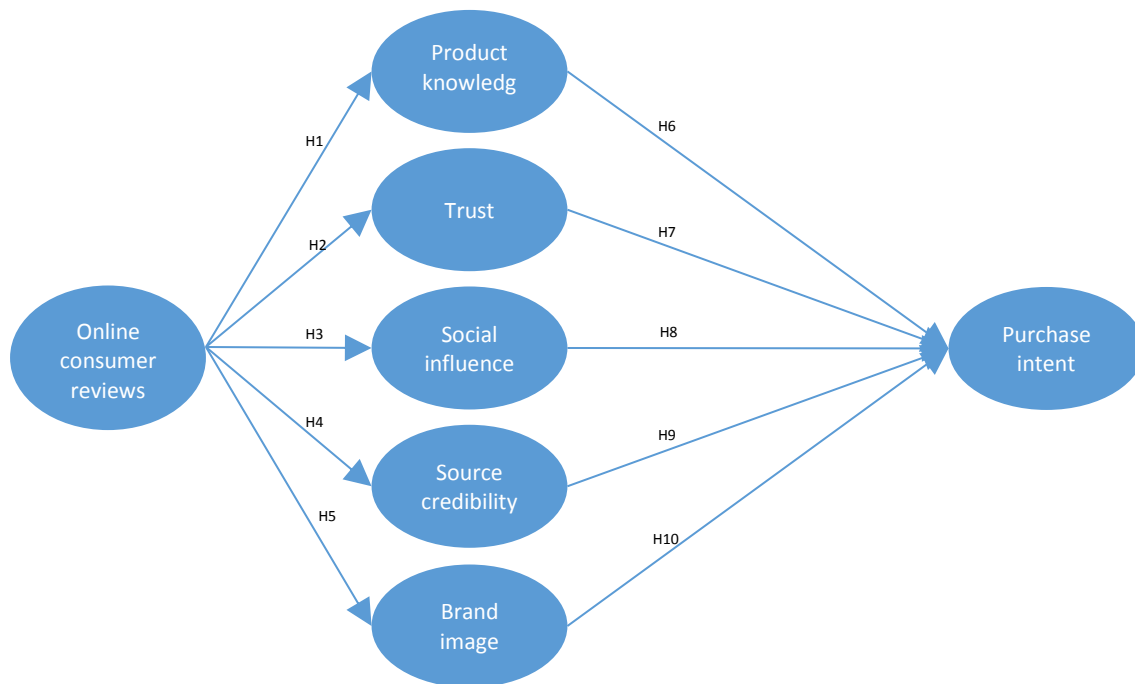 Product
knowledg
H1
H6
Trust
H2
H7
Online
consumer
reviews
H3
Social
influence
H8
Purchase
intent
H4
Source
credibility
H9
H5
H10
Brand
image